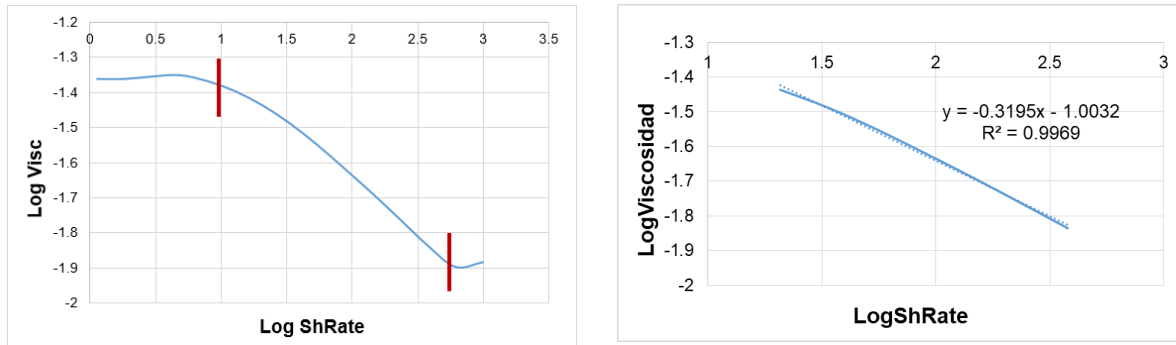 -1.2
0 0.5 1 1.5 2 2.5 3 3.5
-1.3
-1.4
-1.5
-1.6
-1.7
-1.8
-1.9
-2
Log Visc
Log ShRate
-1.3
1 1.5 2 2.5 3
-1.4
-1.5
-1.6
-1.7
-1.8
-1.9
-2
y = -0.3195x - 1.0032
R² = 0.9969
LogViscosidad
LogShRate